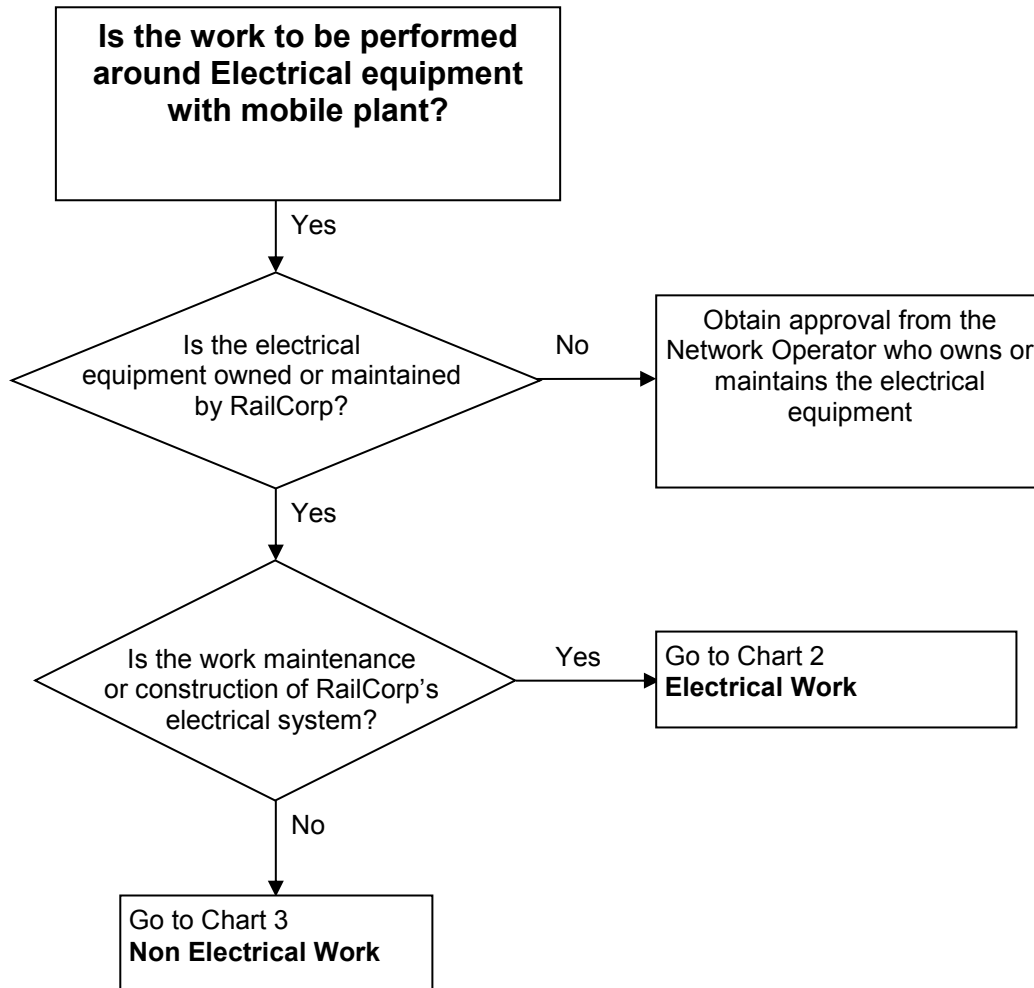 Is the work to be performed
around Electrical equipment
with mobile plant?
Yes
Is the electrical
equipment owned or maintained
by RailCorp?
No
Obtain approval from the
Network Operator who owns or
maintains the electrical
equipment
Yes
Is the work maintenance
or construction of RailCorp's
electrical system?
Yes
Go to Chart 2
Electrical Work
No
Go to Chart 3
Non Electrical Work